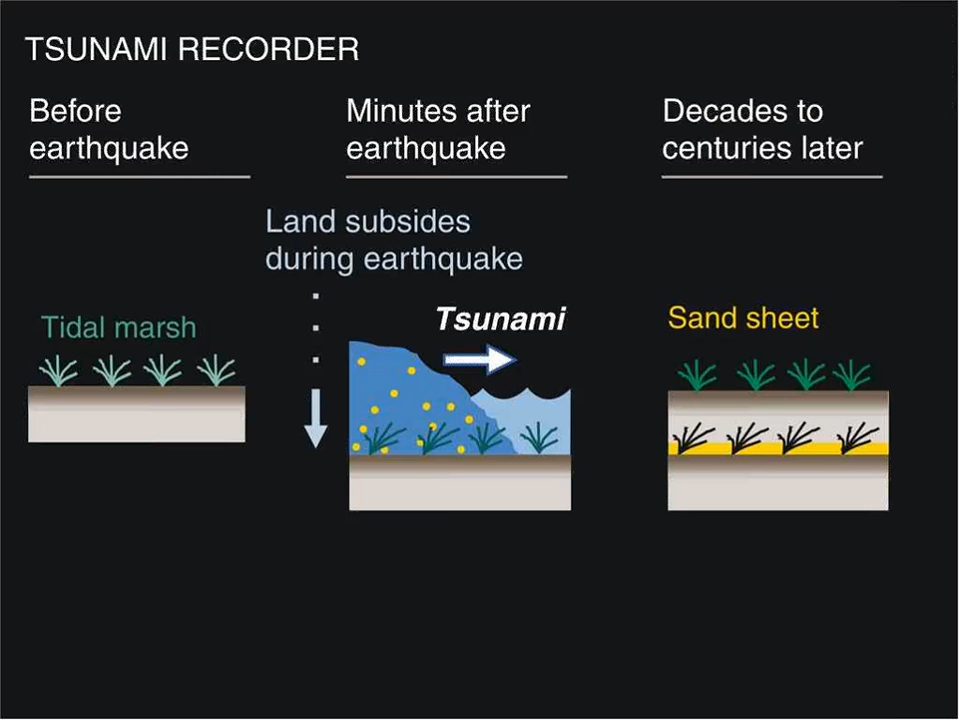 TSUNAMI RECORDER
Before
earthquake
Minutes after
earthquake
Decades to
centuries later
Land subsides
during earthquake
Tidal marsh
Tsunami
Sand sheet